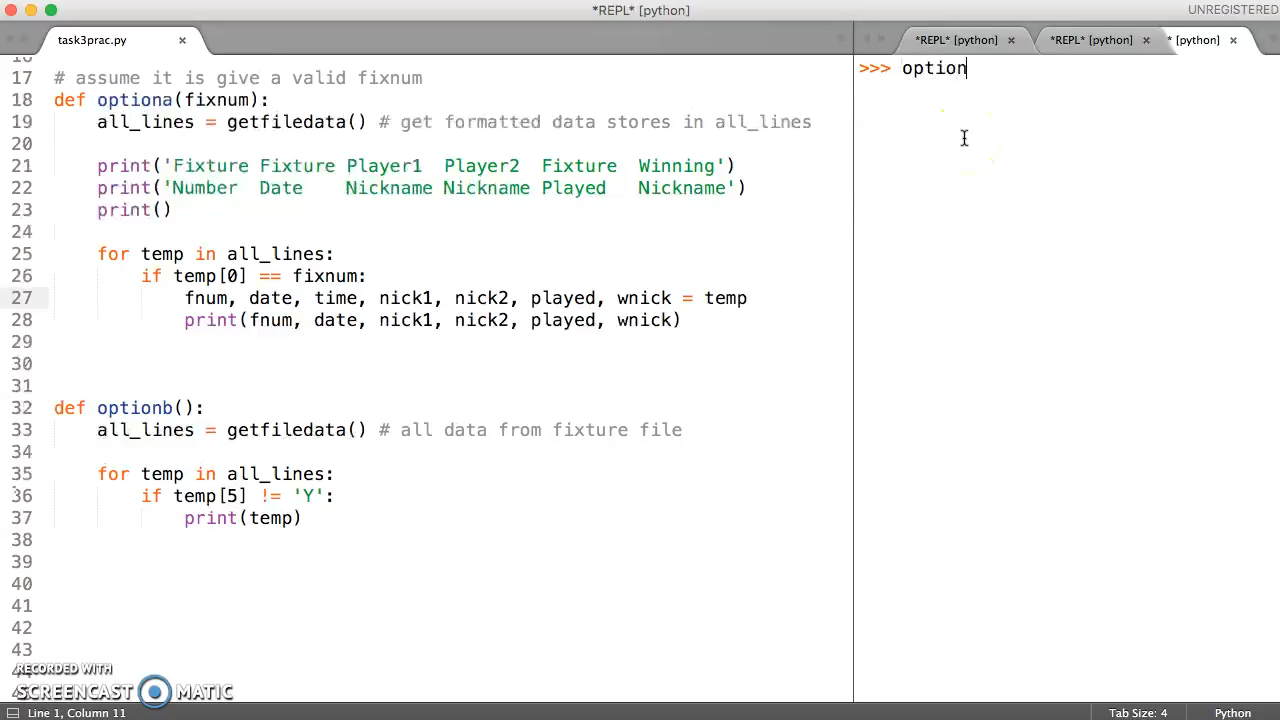 *REPL* [python]
UNREGISTERED
task3prac.py ×
*REPL* [python] × *REPL* [python] × * [python] ×
17 # assume it is give a valid fixnum
18 def optiona(fixnum):
19 all_lines = getfiledata() # get formatted data stores in all_lines
20
21 print('Fixture Fixture Player1  Player2  Fixture  Winning')
22 print('Number  Date    Nickname Nickname Played   Nickname')
23 print()
24
25 for temp in all_lines:
26 if temp[0] == fixnum:
27 fnum, date, time, nick1, nick2, played, wnick = temp
28 print(fnum, date, nick1, nick2, played, wnick)
29
30
31
32 def optionb():
33 all_lines = getfiledata() # all data from fixture file
34
35 for temp in all_lines:
36 if temp[5] != 'Y':
37 print(temp)
38
39
40
41
42
43
>>> option
RECORDED WITH
SCREENCAST MATIC
Line 1, Column 11
Tab Size: 4
Python